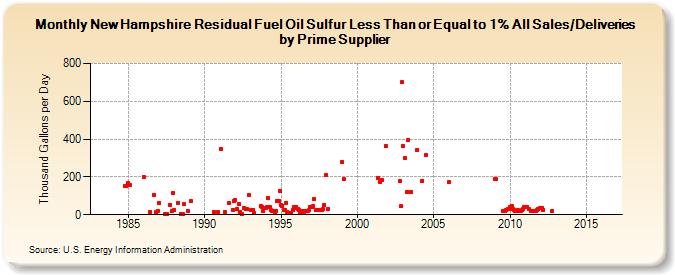 Monthly New Hampshire Residual Fuel Oil Sulfur Less Than or Equal to 1% All Sales/Deliveries
by Prime Supplier
Thousand Gallons per Day
800
600
400
200
0
1985 1990 1995 2000 2005 2010 2015
Source: U.S. Energy Information Administration